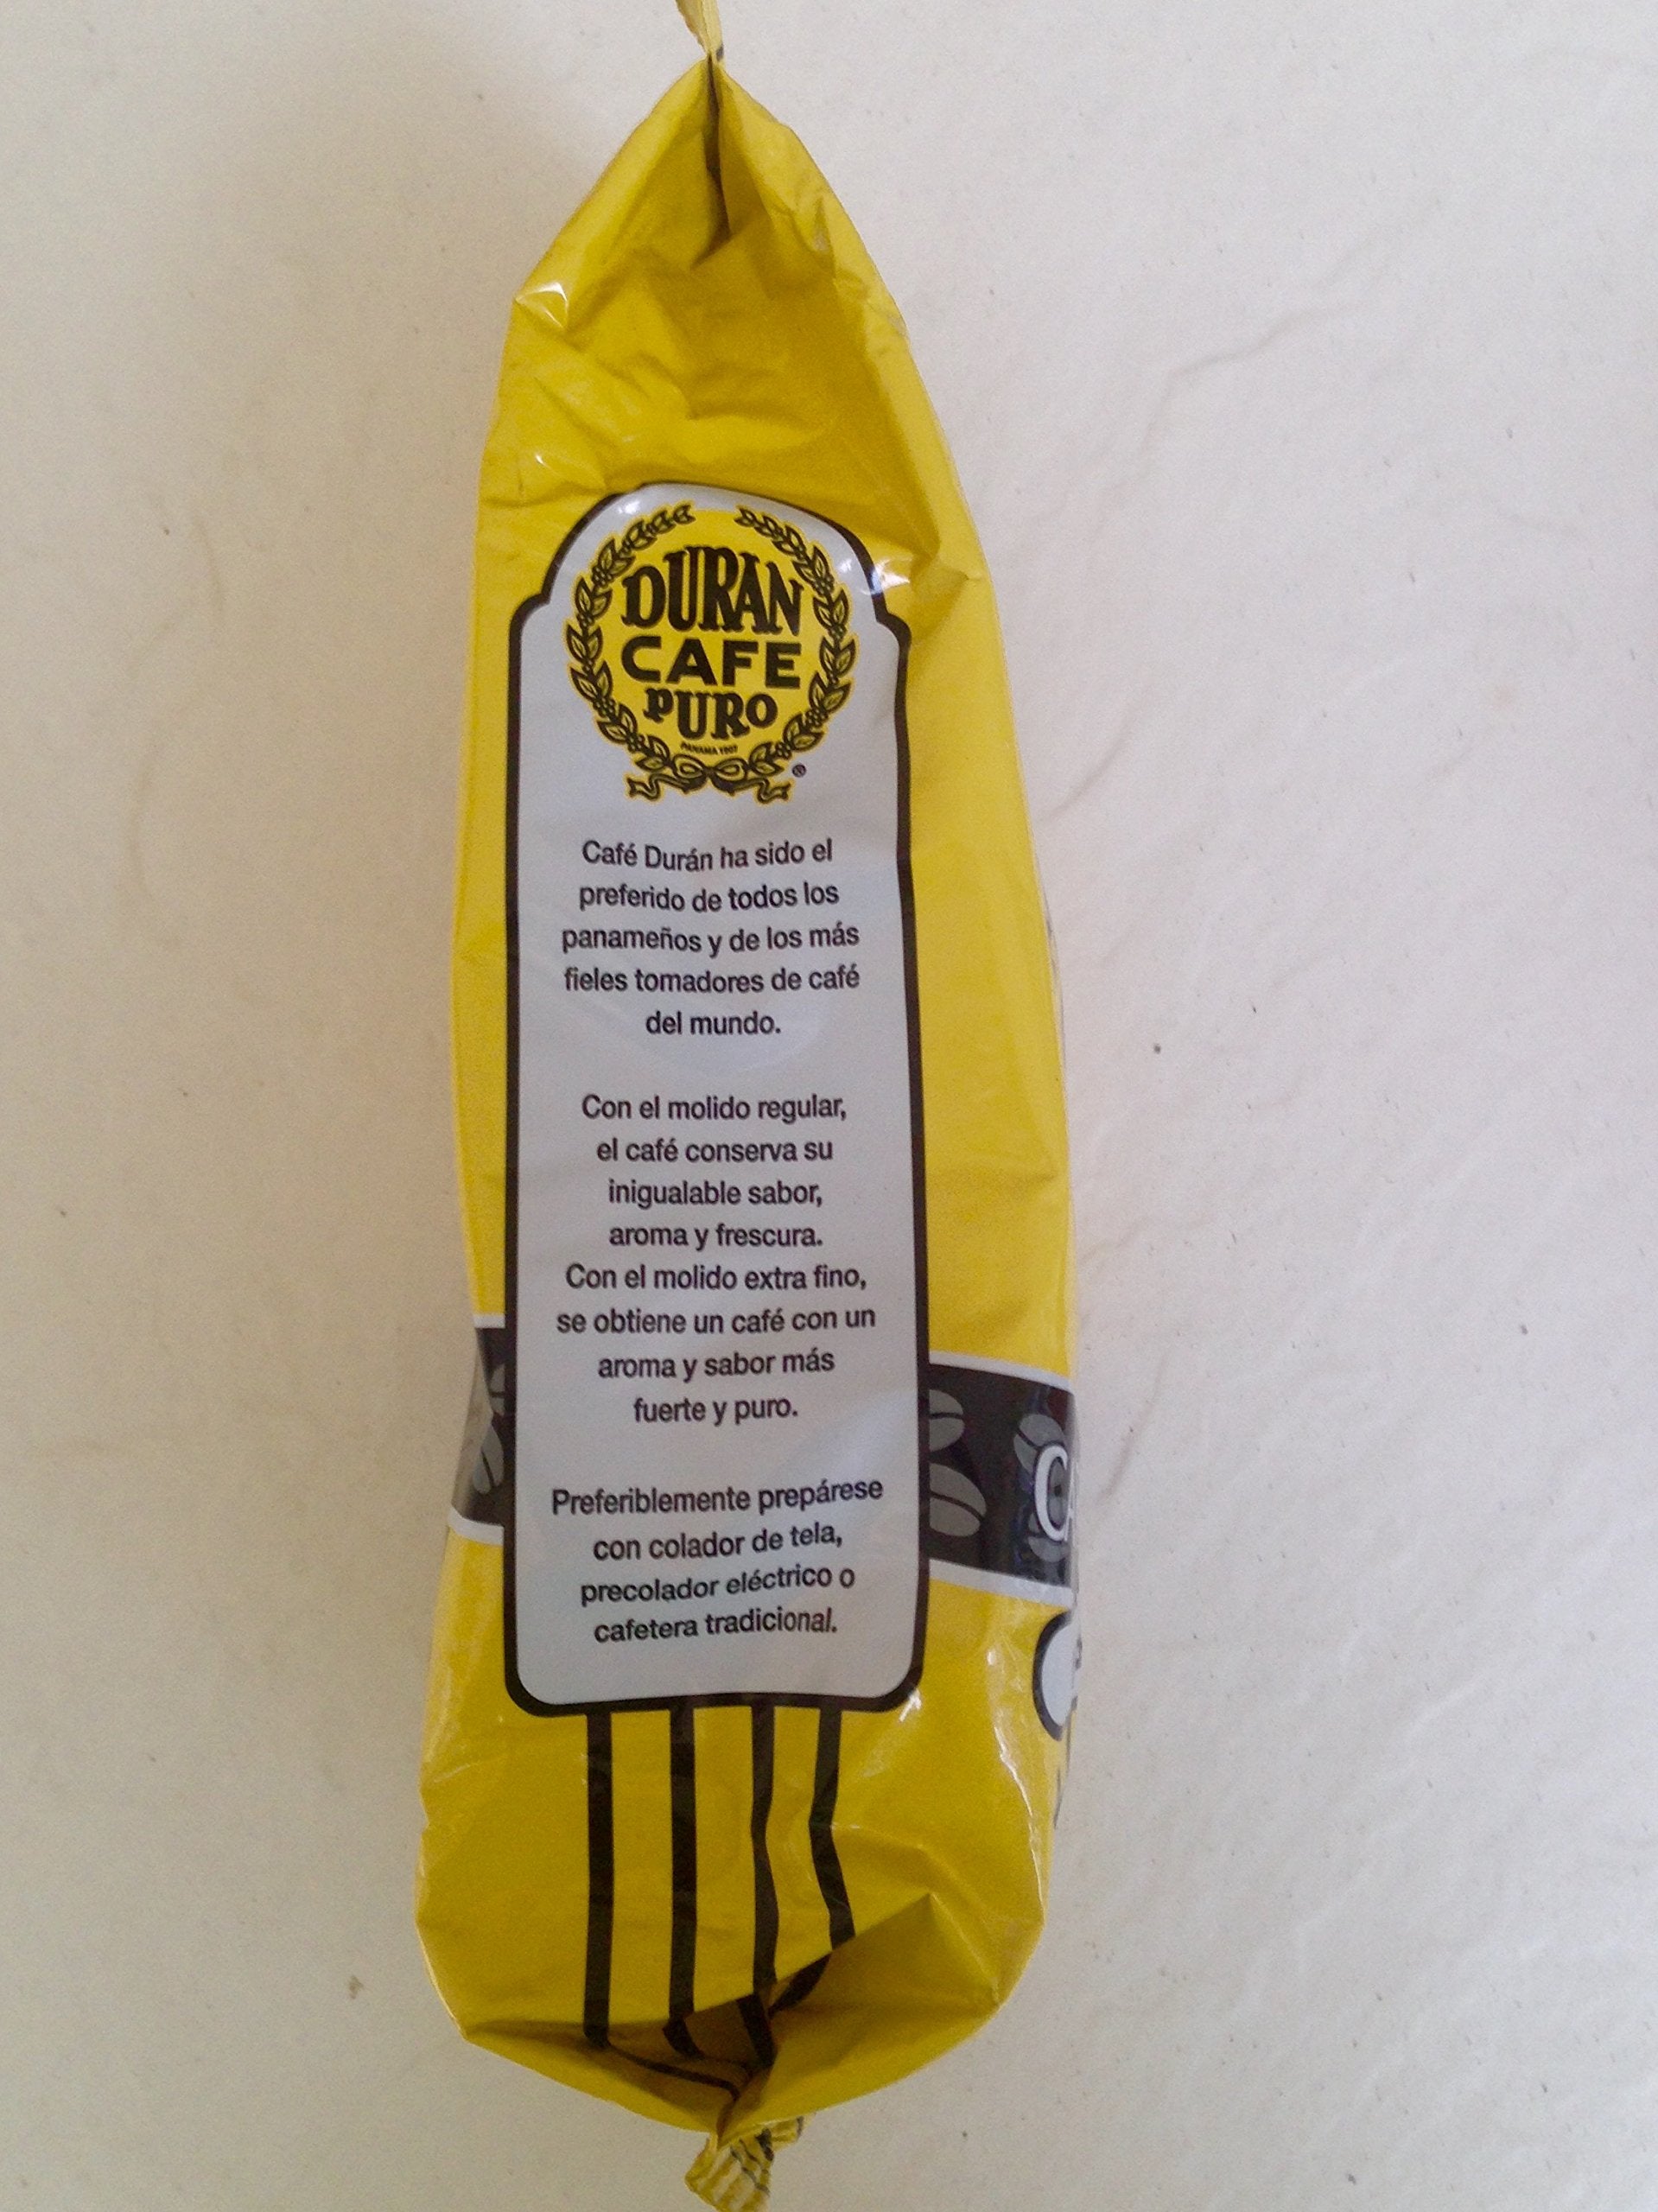 DURAN
CAFE
PURO
PANAMA 1907
®
Café Durán ha sido el
preferido de todos los
panameños y de los más
fieles tomadores de café
del mundo.
Con el molido regular,
el café conserva su
inigualable sabor,
aroma y frescura.
Con el molido extra fino,
se obtiene un café con un
aroma y sabor más
fuerte y puro.
Preferiblemente prepárese
con colador de tela,
precolador eléctrico o
cafetera tradicional.